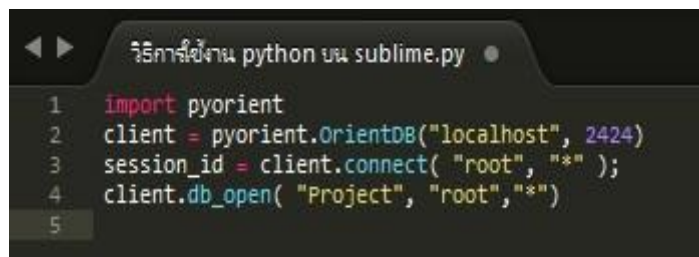 วิธีการใช้งาน python บน sublime.py
1 import pyorient
2 client = pyorient.OrientDB("localhost", 2424)
3 session_id = client.connect( "root", "*" );
4 client.db_open( "Project", "root","*")
5